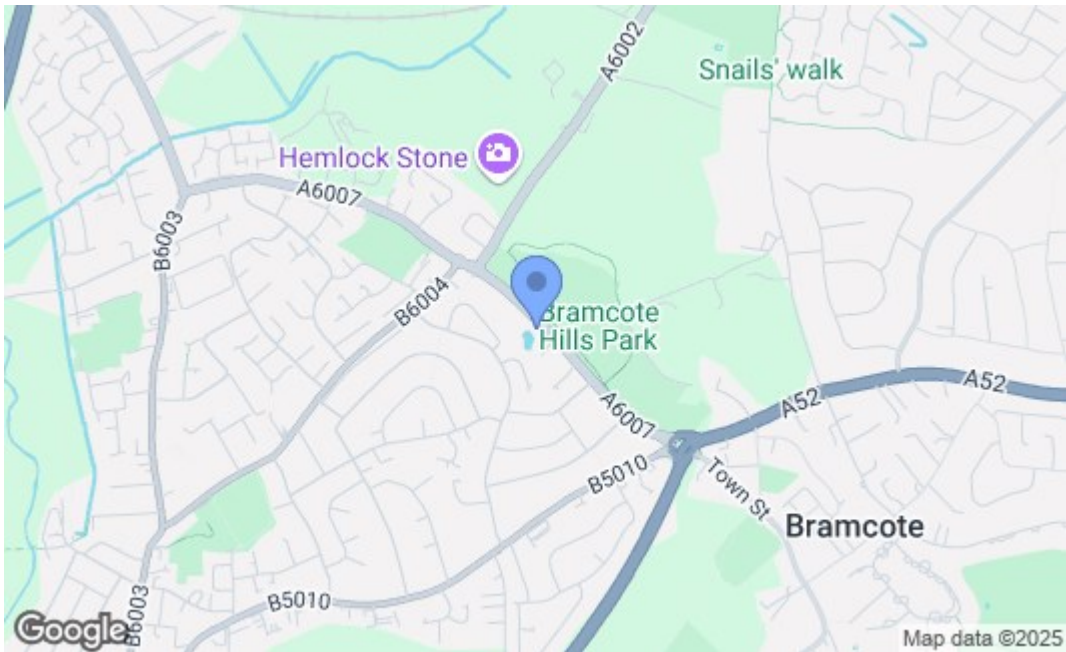 A6002
Snails' walk
Hemlock Stone
A6007
B6003
B6004
Bramcote
Hills Park
A52
A52
A6007
B5010
Town St
Bramcote
B5010
B6003
Google
Map data ©2025